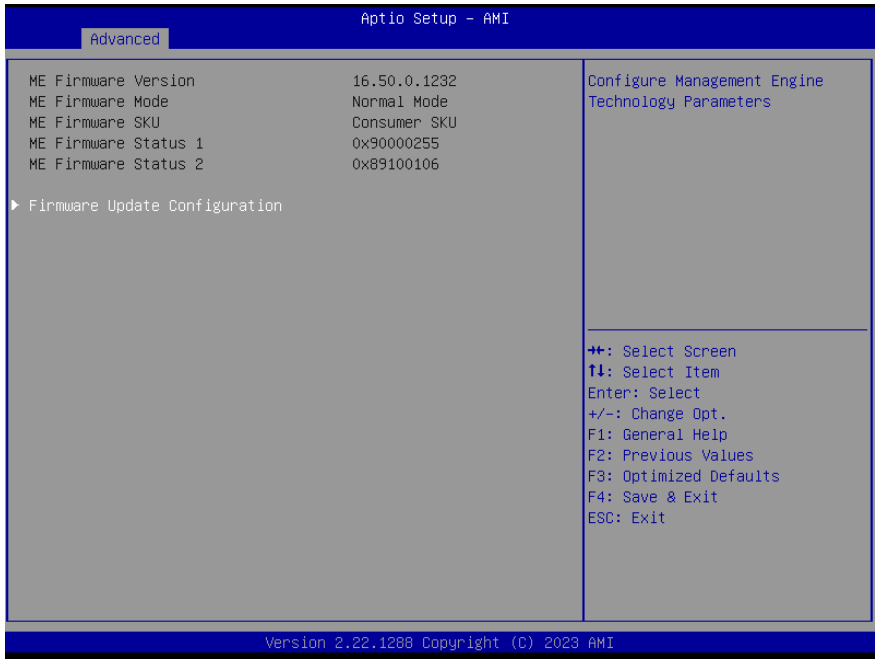 Aptio Setup – AMI
Advanced
ME Firmware Version 16.50.0.1232
ME Firmware Mode Normal Mode
ME Firmware SKU Consumer SKU
ME Firmware Status 1 0x90000255
ME Firmware Status 2 0x89100106
▶ Firmware Update Configuration
Configure Management Engine
Technology Parameters
→←: Select Screen
↑↓: Select Item
Enter: Select
+/-: Change Opt.
F1: General Help
F2: Previous Values
F3: Optimized Defaults
F4: Save & Exit
ESC: Exit
Version 2.22.1288 Copyright (C) 2023 AMI